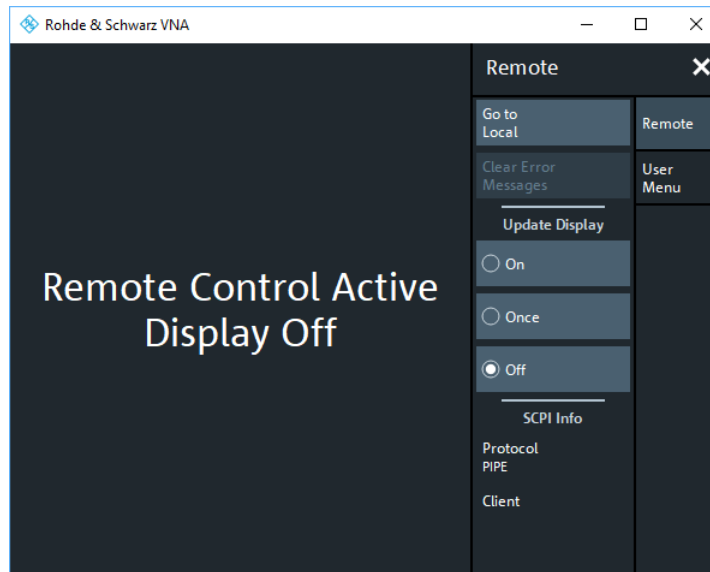 Rohde & Schwarz VNA
Remote Control Active
Display Off
Remote
Go to
Local
Clear Error
Messages
Update Display
On
Once
Off
SCPI Info
Protocol
PIPE
Client
Remote
User
Menu